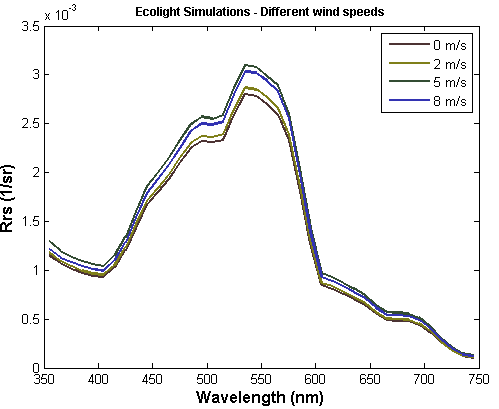 Ecolight Simulations - Different wind speeds
x 10⁻³
3.5
3
2.5
2
1.5
1
0.5
0
Rrs (1/sr)
0 m/s
2 m/s
5 m/s
8 m/s
350 400 450 500 550 600 650 700 750
Wavelength (nm)